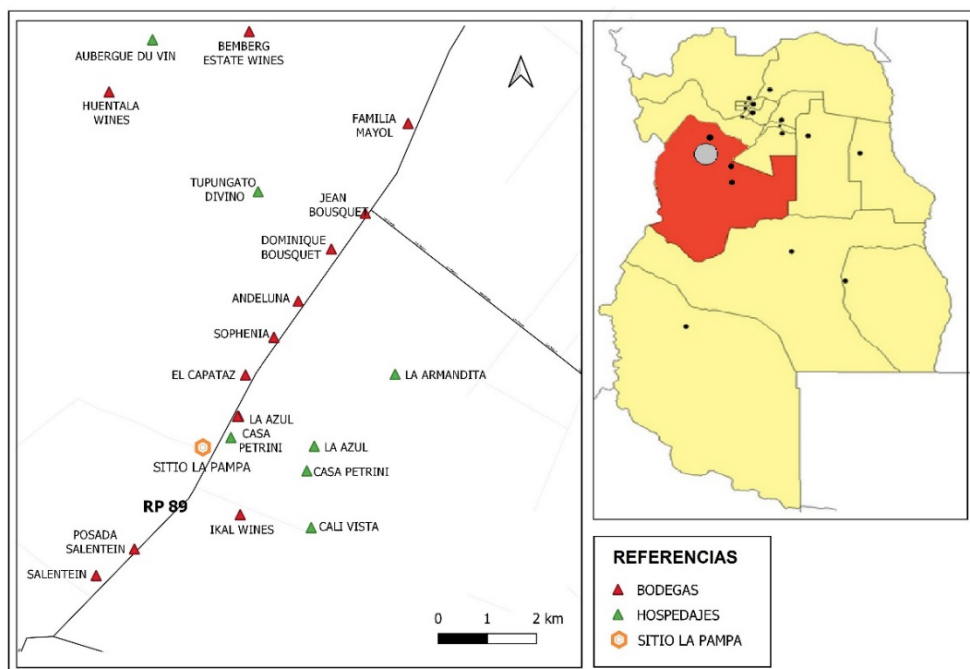 AUBERGUE DU VIN
BEMBERG
ESTATE WINES
HUENTALA
WINES
FAMILIA
MAYOL
TUPUNGATO
DIVINO
JEAN
BOUSQUET
DOMINIQUE
BOUSQUET
ANDELUNA
SOPHENIA
EL CAPATAZ
LA ARMANDITA
LA AZUL
CASA
PETRINI
LA AZUL
SITIO LA PAMPA
CASA PETRINI
RP 89
IKAL WINES
CALI VISTA
POSADA
SALENTEIN
SALENTEIN
0 1 2 km
REFERENCIAS
BODEGAS
HOSPEDAJES
SITIO LA PAMPA